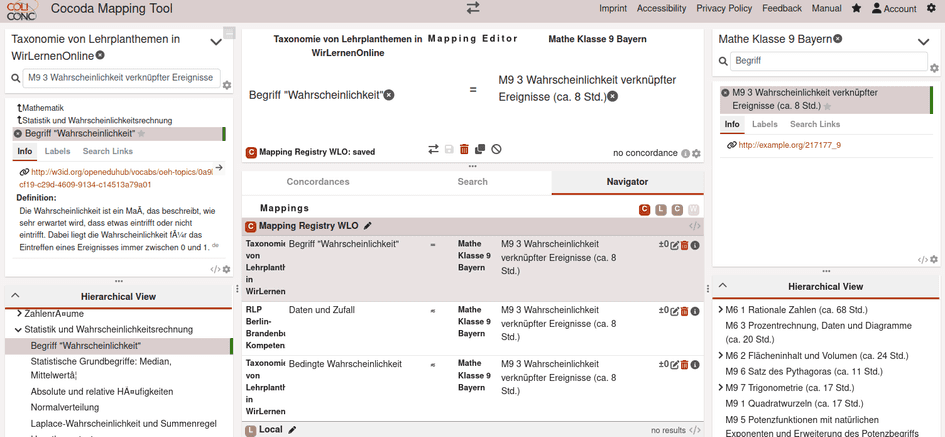 COLI CONC
Cocoda Mapping Tool
Imprint Accessibility Privacy Policy Feedback Manual Account
Taxonomie von Lehrplanthemen in
WirLernenOnline
M9 3 Wahrscheinlichkeit verknüpfter Ereignisse
Mathematik
Statistik und Wahrscheinlichkeitsrechnung
Begriff "Wahrscheinlichkeit"
Info Labels Search Links
http://w3id.org/openeduhub/vocabs/oeh-topics/0a9
cf19-c29d-4609-9134-c14513a79a01
Definition:
Die Wahrscheinlichkeit ist ein MaÃ, das beschreibt, wie
sehr erwartet wird, dass etwas eintrifft oder nicht
eintrifft. Dabei liegt die Wahrscheinlichkeit fÃ¼r das
Eintreffen eines Ereignisses immer zwischen 0 und 1. de
</>
Hierarchical View
ZahlenrÃ¤ume
Statistik und Wahrscheinlichkeitsrechnung
Begriff "Wahrscheinlichkeit"
Statistische Grundbegriffe: Median,
Absolute und relative HÃ¤ufigkeiten
Normalverteilung
Laplace-Wahrscheinlichkeit und Summenregel
Taxonomie von Lehrplanthemen in
WirLernenOnline
Mapping Editor
Mathe Klasse 9 Bayern
Begriff "Wahrscheinlichkeit"
=
M9 3 Wahrscheinlichkeit verknüpfter
Ereignisse (ca. 8 Std.)
C Mapping Registry WLO: saved
no concordance
Concordances Search Navigator
Mappings
C L C W
C Mapping Registry WLO
</>
Taxonomie
von
Lehrplanth
in
WirLernen
Begriff "Wahrscheinlichkeit"
=
Mathe
Klasse 9
Bayern
M9 3 Wahrscheinlichkeit
verknüpfter Ereignisse (ca. 8
Std.)
±0
RLP
Berlin-
Brandenbu
Kompeten
Daten und Zufall
Mathe
Klasse 9
Bayern
M9 3 Wahrscheinlichkeit
verknüpfter Ereignisse (ca. 8
Std.)
±0
Taxonomie
von
Lehrplanth
in
WirLernen
Bedingte Wahrscheinlichkeit
Mathe
Klasse 9
Bayern
M9 3 Wahrscheinlichkeit
verknüpfter Ereignisse (ca. 8
Std.)
±0
L Local
no results </>
Mathe Klasse 9 Bayern
Begriff
M9 3 Wahrscheinlichkeit verknüpfter
Ereignisse (ca. 8 Std.)
Info Labels Search Links
http://example.org/217177_9
</>
Hierarchical View
M6 1 Rationale Zahlen (ca. 68 Std.)
M6 3 Prozentrechnung, Daten und Diagramme
(ca. 20 Std.)
M6 2 Flächeninhalt und Volumen (ca. 24 Std.)
M9 6 Satz des Pythagoras (ca. 11 Std.)
M9 7 Trigonometrie (ca. 17 Std.)
M9 1 Quadratwurzeln (ca. 17 Std.)
M9 5 Potenzfunktionen mit natürlichen
Exponenten und Erweiterung des Potenzbegriffs